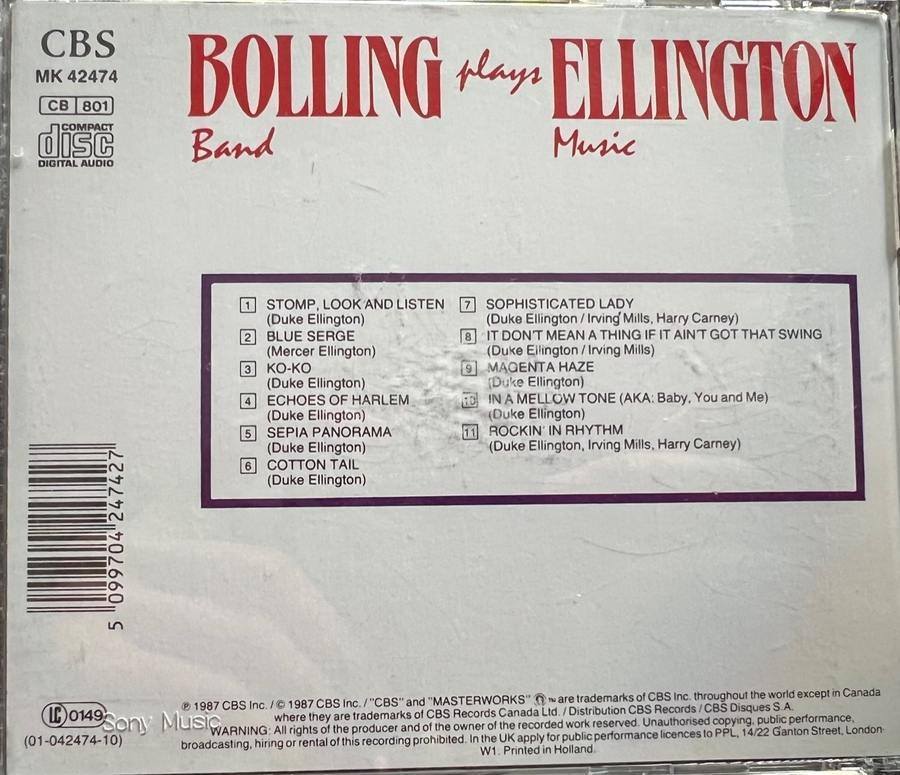 CBS
MK 42474
CB 801
COMPACT
disc
DIGITAL AUDIO
BOLLING plays ELLINGTON
Band Music
1 STOMP, LOOK AND LISTEN
(Duke Ellington)
2 BLUE SERGE
(Mercer Ellington)
3 KO-KO
(Duke Ellington)
4 ECHOES OF HARLEM
(Duke Ellington)
5 SEPIA PANORAMA
(Duke Ellington)
6 COTTON TAIL
(Duke Ellington)
7 SOPHISTICATED LADY
(Duke Ellington / Irving Mills, Harry Carney)
8 IT DON'T MEAN A THING IF IT AIN'T GOT THAT SWING
(Duke Ellington / Irving Mills)
9 MAGENTA HAZE
(Duke Ellington)
10 IN A MELLOW TONE (AKA: Baby, You and Me)
(Duke Ellington)
11 ROCKIN' IN RHYTHM
(Duke Ellington, Irving Mills, Harry Carney)
5 099704 247427
LC 0149
Sony Music
(01-042474-10)
℗ 1987 CBS Inc. / © 1987 CBS Inc. / "CBS" and "MASTERWORKS" ™ are trademarks of CBS Inc. throughout the world except in Canada
where they are trademarks of CBS Records Canada Ltd. / Distribution CBS Records / CBS Disques S.A.
WARNING: All rights of the producer and of the owner of the recorded work reserved. Unauthorised copying, public performance,
broadcasting, hiring or rental of this recording prohibited. In the UK apply for public performance licences to PPL, 14/22 Ganton Street, London
W1. Printed in Holland.